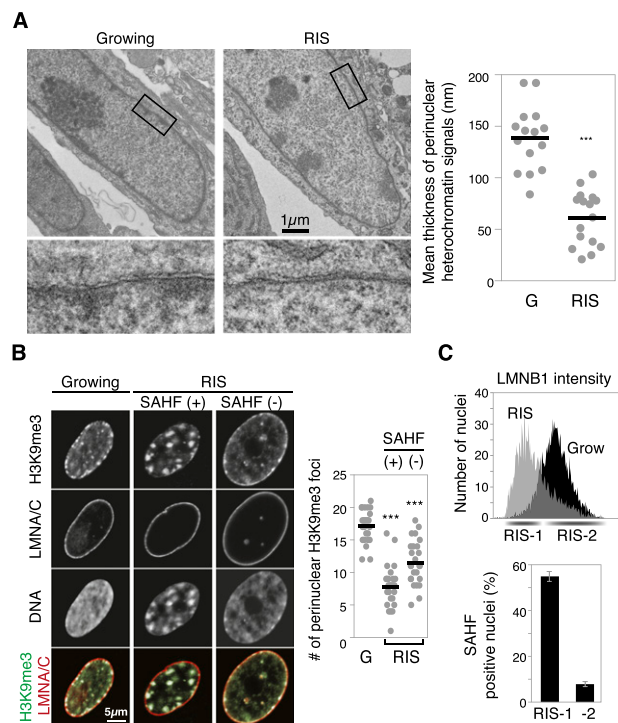 A
Growing
RIS
1µm
Mean thickness of perinuclear
heterochromatin signals (nm)
200
150
100
50
0
***
G
RIS
B
Growing
RIS
SAHF (+)
SAHF (-)
H3K9me3
LMNA/C
DNA
H3K9me3
LMNA/C
5µm
# of perinuclear H3K9me3 foci
SAHF
(+) (-)
25
20
15
10
5
0
***
***
G
RIS
C
LMNB1 intensity
Number of nuclei
40
30
20
10
0
RIS
Grow
RIS-1
RIS-2
SAHF
positive nuclei (%)
60
40
20
0
RIS-1 -2